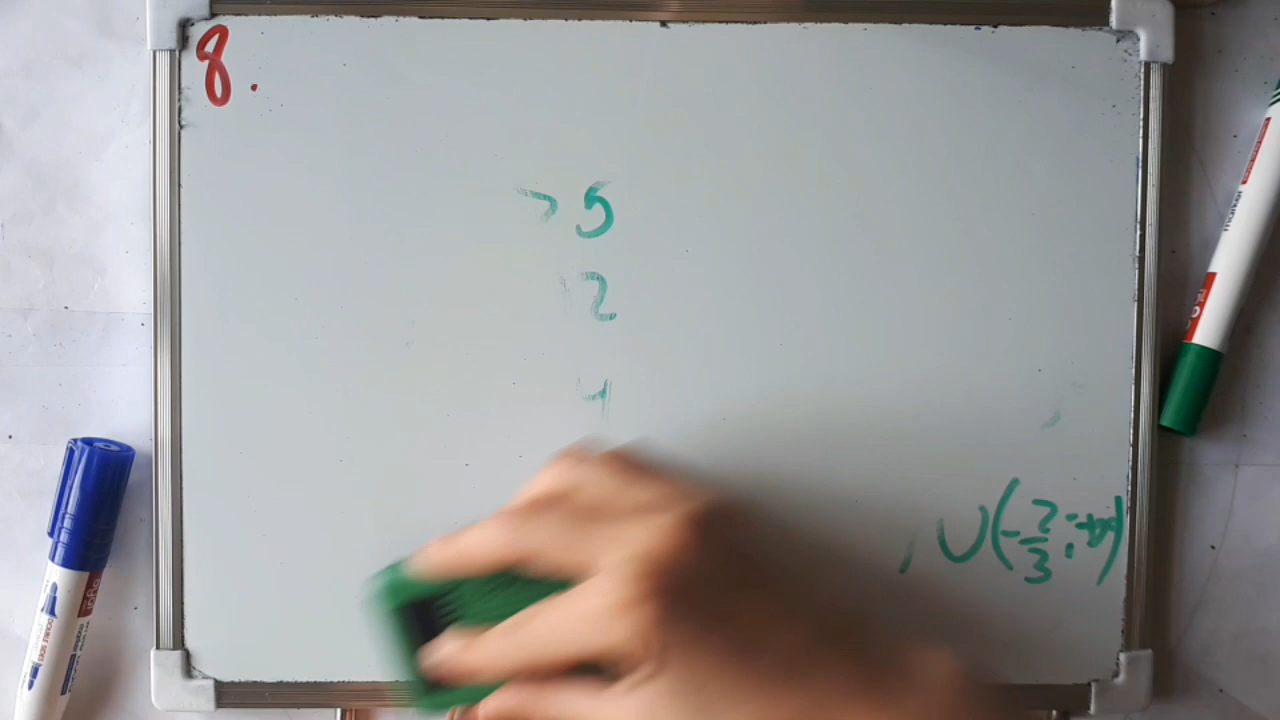 8.
> 5
2
4
) ∪ (-2/3; +∞)